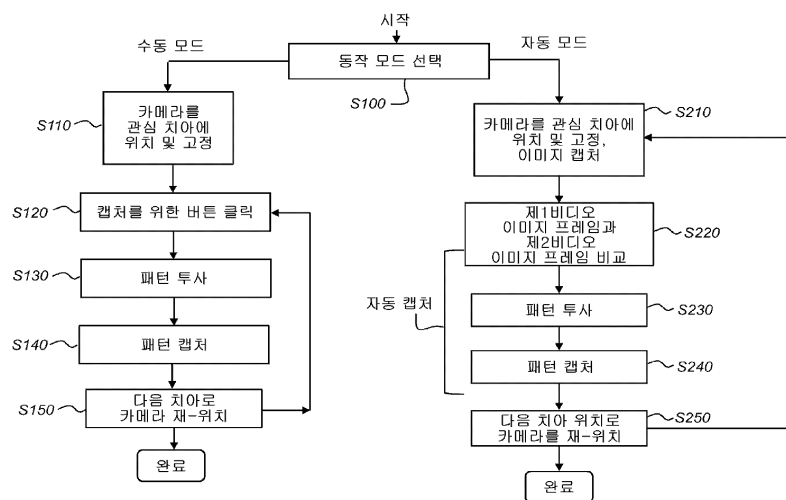 시작
수동 모드
자동 모드
동작 모드 선택
S100
S110
카메라를
관심 치아에
위치 및 고정
S120
캡처를 위한 버튼 클릭
S130
패턴 투사
S140
패턴 캡처
S150
다음 치아로
카메라 재-위치
완료
S210
카메라를 관심 치아에
위치 및 고정,
이미지 캡처
제1비디오
이미지 프레임과
제2비디오
이미지 프레임 비교
S220
자동 캡처
패턴 투사
S230
패턴 캡처
S240
다음 치아 위치로
카메라를 재-위치
S250
완료